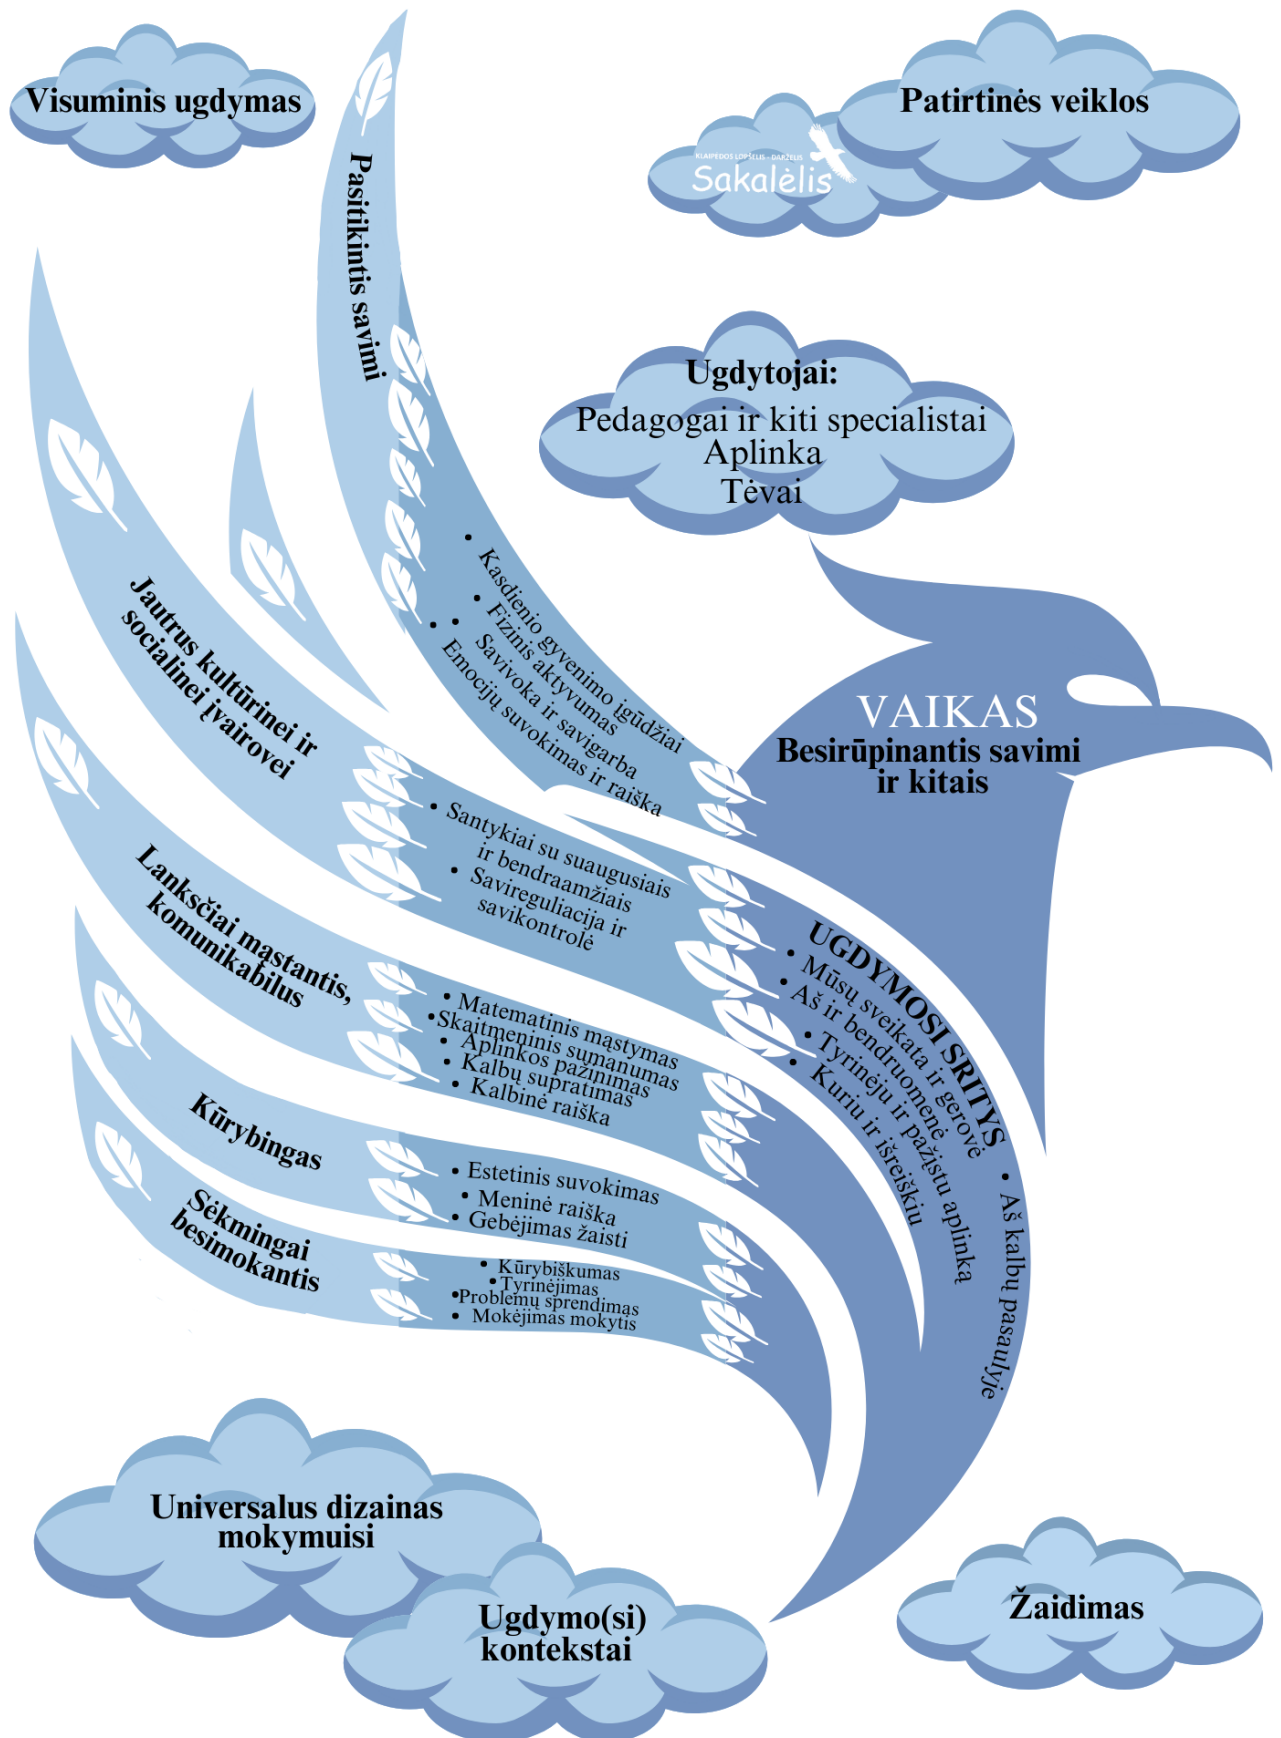 Visuminis ugdymas
Patirtinės veiklos
KLAIPĖDOS LOPŠELIS - DARŽELIS
Sakalėlis
Pasitikintis savimi
Ugdytojai:
Pedagogai ir kiti specialistai
Aplinka
Tėvai
• Kasdienio gyvenimo įgūdžiai
• Fizinis aktyvumas
• Savivoka ir savigarba
• Emocijų suvokimas ir raiška
VAIKAS
Besirūpinantis savimi
ir kitais
Jautrus kultūrinei ir
socialinei įvairovei
• Santykiai su suaugusiais
ir bendraamžiais
• Savireguliacija ir
savikontrolė
UGDYMOSI SRITYS
• Mūsų sveikata ir gerovė
• Aš ir bendruomenė
• Tyrinėju ir pažįstu aplinką
• Kuriu ir išreiškiu
• Aš kalbų pasaulyje
Lanksčiai mąstantis,
komunikabilus
• Matematinis mąstymas
• Skaitmeninis sumanumas
• Aplinkos pažinimas
• Kalbų supratimas
• Kalbinė raiška
Kūrybingas
• Estetinis suvokimas
• Meninė raiška
• Gebėjimas žaisti
Sėkmingai
besimokantis
• Kūrybiškumas
• Tyrinėjimas
• Problemų sprendimas
• Mokėjimas mokytis
Universalus dizainas
mokymuisi
Ugdymo(si)
kontekstai
Žaidimas